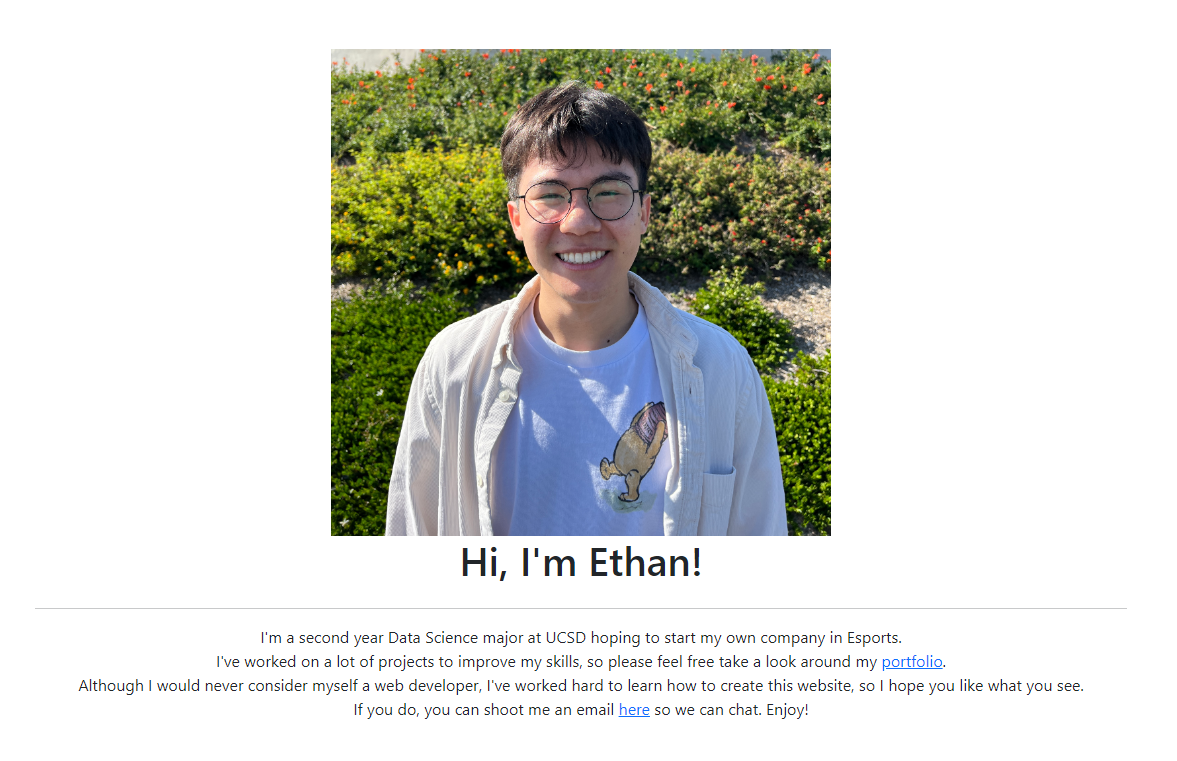 Hi, I'm Ethan!
I'm a second year Data Science major at UCSD hoping to start my own company in Esports.
I've worked on a lot of projects to improve my skills, so please feel free take a look around my portfolio.
Although I would never consider myself a web developer, I've worked hard to learn how to create this website, so I hope you like what you see.
If you do, you can shoot me an email here so we can chat. Enjoy!